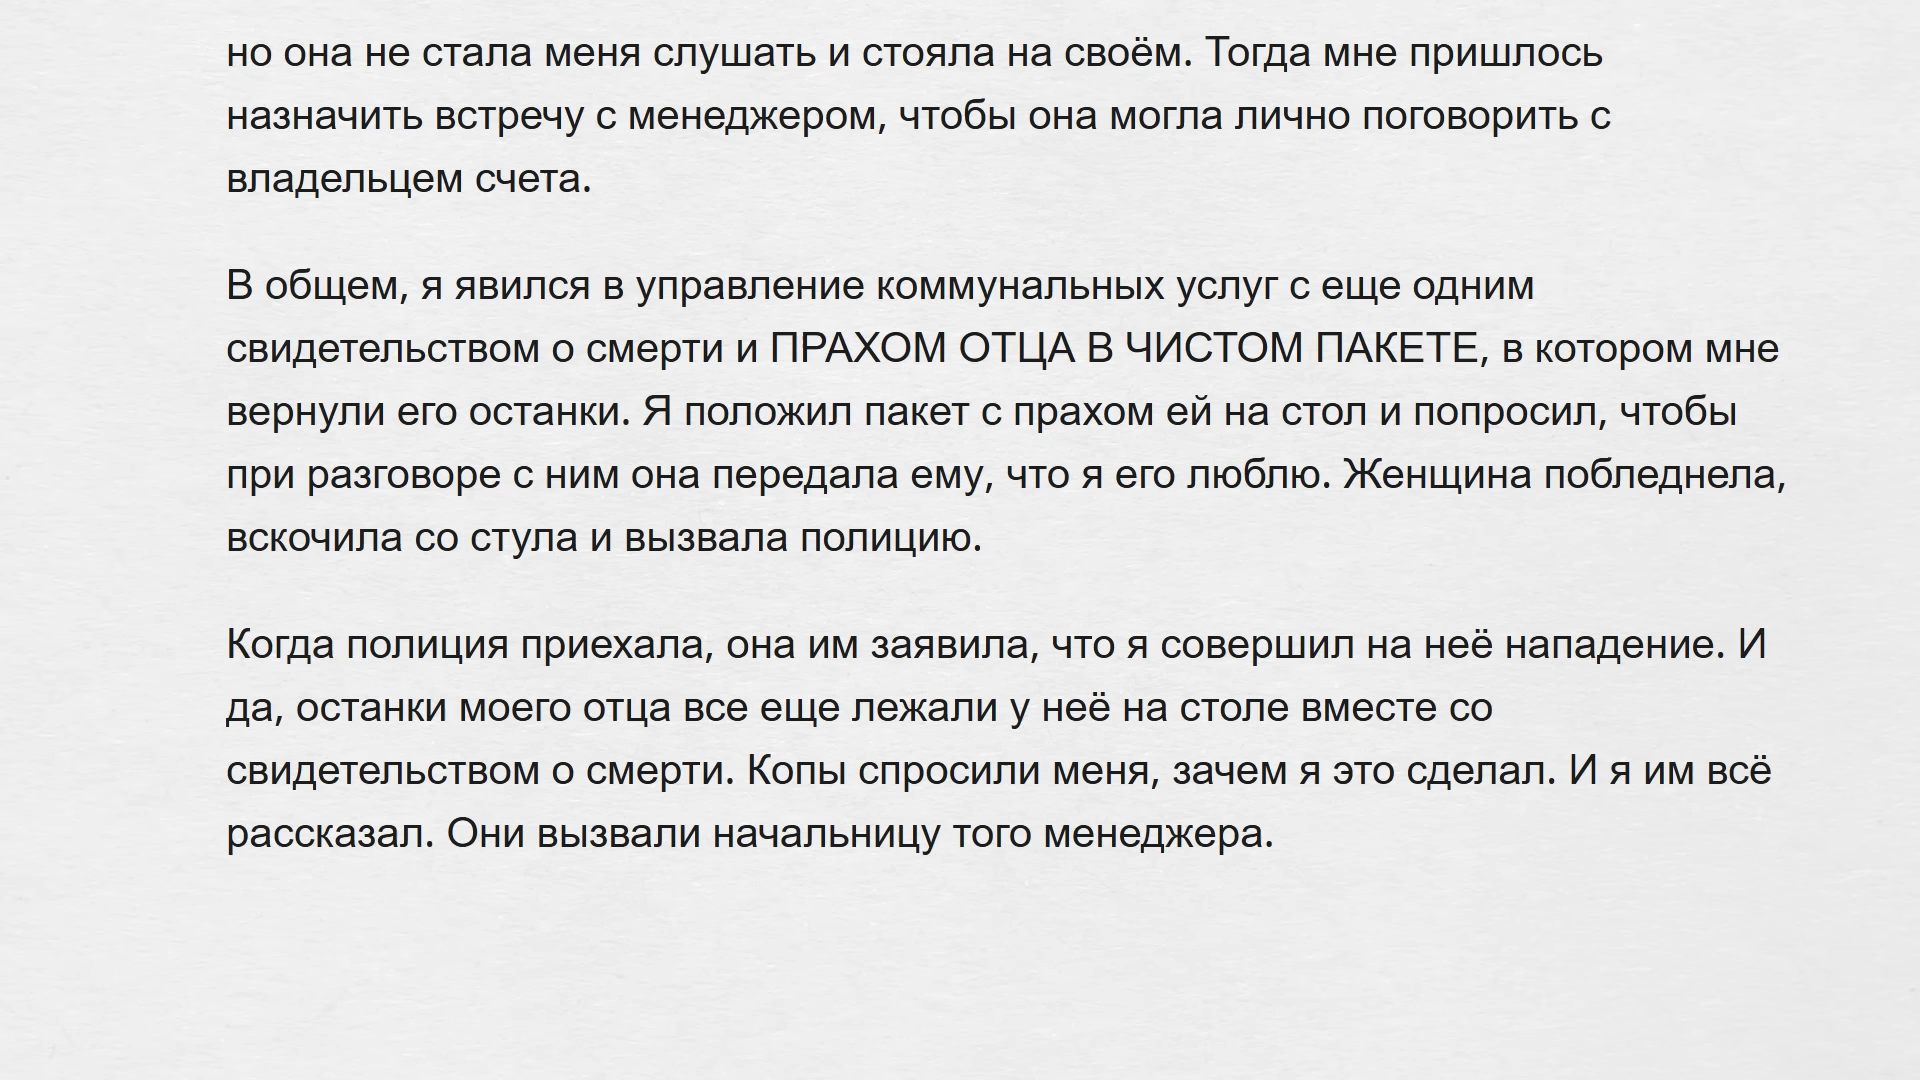 но она не стала меня слушать и стояла на своём. Тогда мне пришлось
назначить встречу с менеджером, чтобы она могла лично поговорить с
владельцем счета.
В общем, я явился в управление коммунальных услуг с еще одним
свидетельством о смерти и ПРАХОМ ОТЦА В ЧИСТОМ ПАКЕТЕ, в котором мне
вернули его останки. Я положил пакет с прахом ей на стол и попросил, чтобы
при разговоре с ним она передала ему, что я его люблю. Женщина побледнела,
вскочила со стула и вызвала полицию.
Когда полиция приехала, она им заявила, что я совершил на неё нападение. И
да, останки моего отца все еще лежали у неё на столе вместе со
свидетельством о смерти. Копы спросили меня, зачем я это сделал. И я им всё
рассказал. Они вызвали начальницу того менеджера.